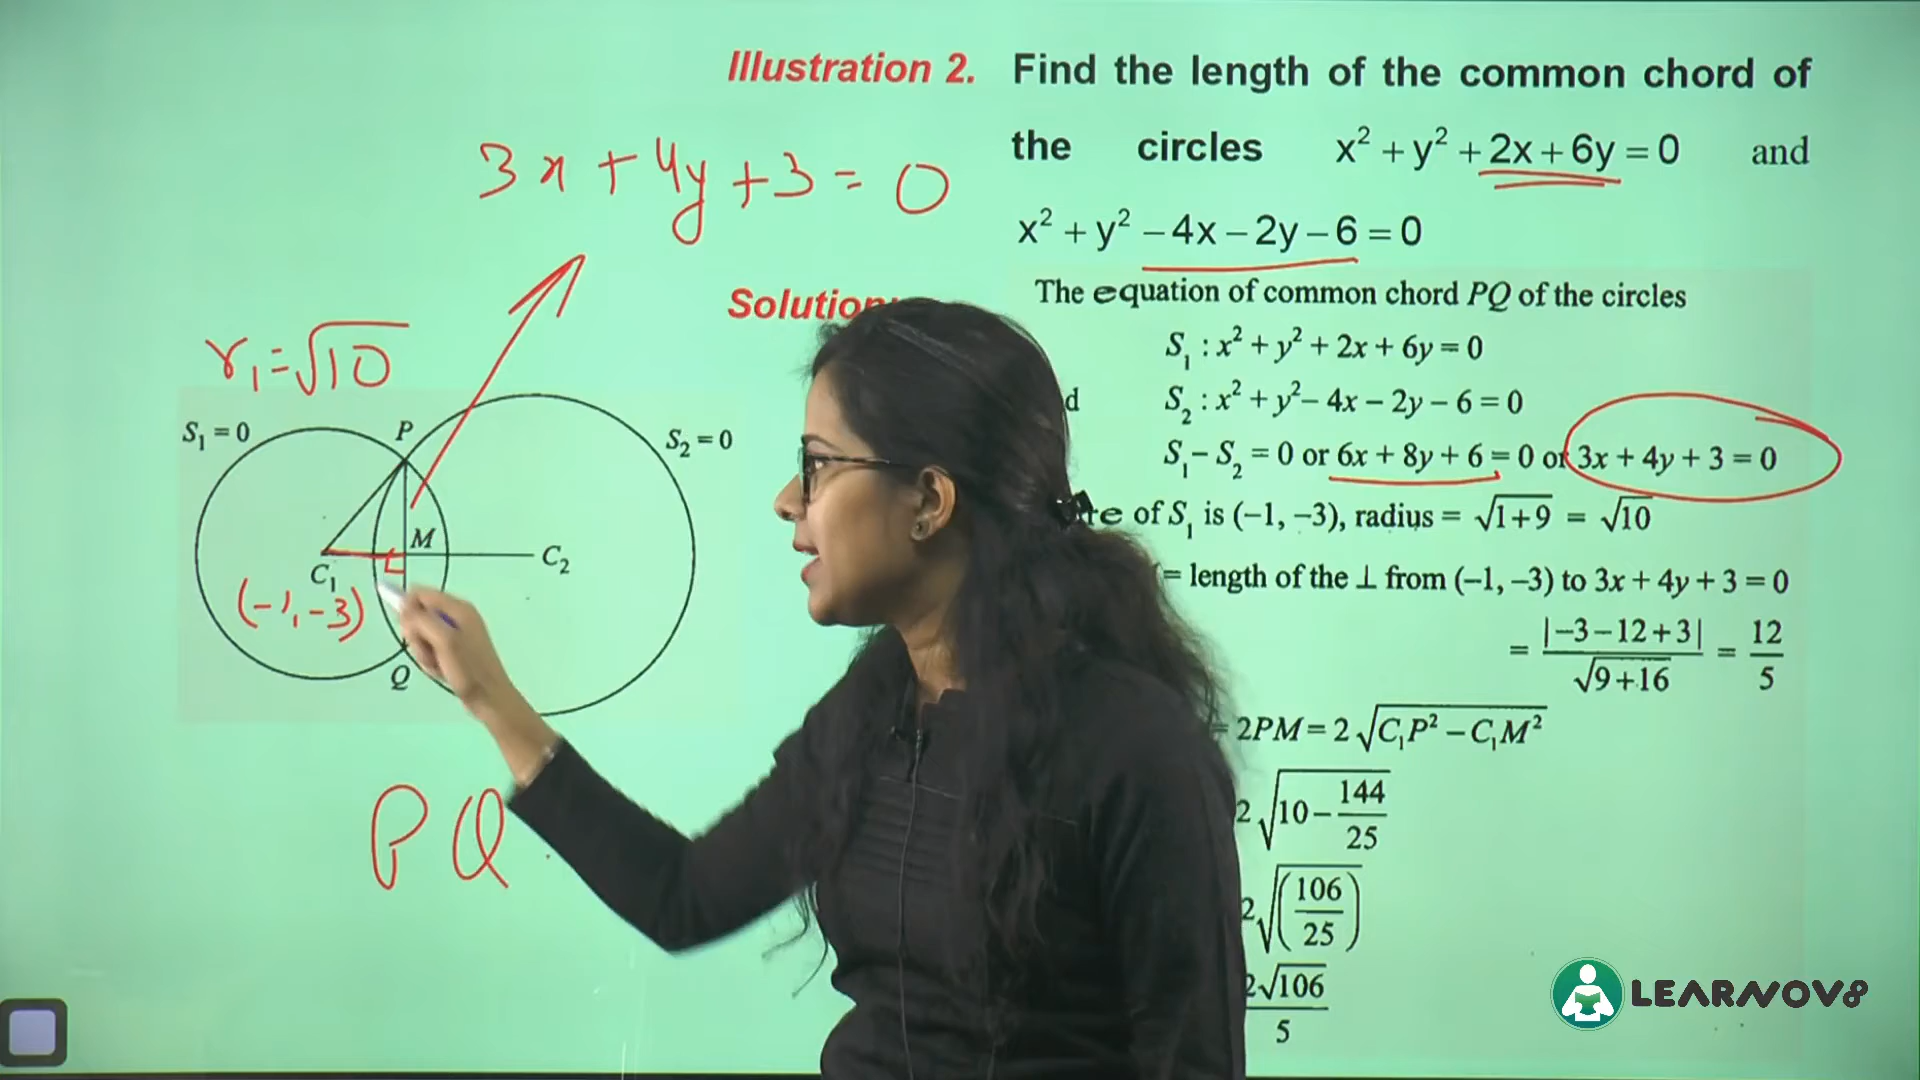 Illustration 2. Find the length of the common chord of
the circles x² + y² + 2x + 6y = 0 and
x² + y² – 4x – 2y – 6 = 0
3x + 4y + 3 = 0
The equation of common chord PQ of the circles
S₁ : x² + y² + 2x + 6y = 0
d S₂ : x² + y² – 4x – 2y – 6 = 0
S₁ – S₂ = 0 or 6x + 8y + 6 = 0 or 3x + 4y + 3 = 0
re of S₁ is (–1, –3), radius = √1+9 = √10
= length of the ⊥ from (–1, –3) to 3x + 4y + 3 = 0
= |–3–12+3| / √9+16 = 12/5
= 2PM = 2√C₁P² – C₁M²
2√10 – 144/25
2√(106/25)
2√106/5
r₁ = √10
S₁ = 0
P
S₂ = 0
M
C₁
C₂
(–1, –3)
Q
PQ
LEARNOV8